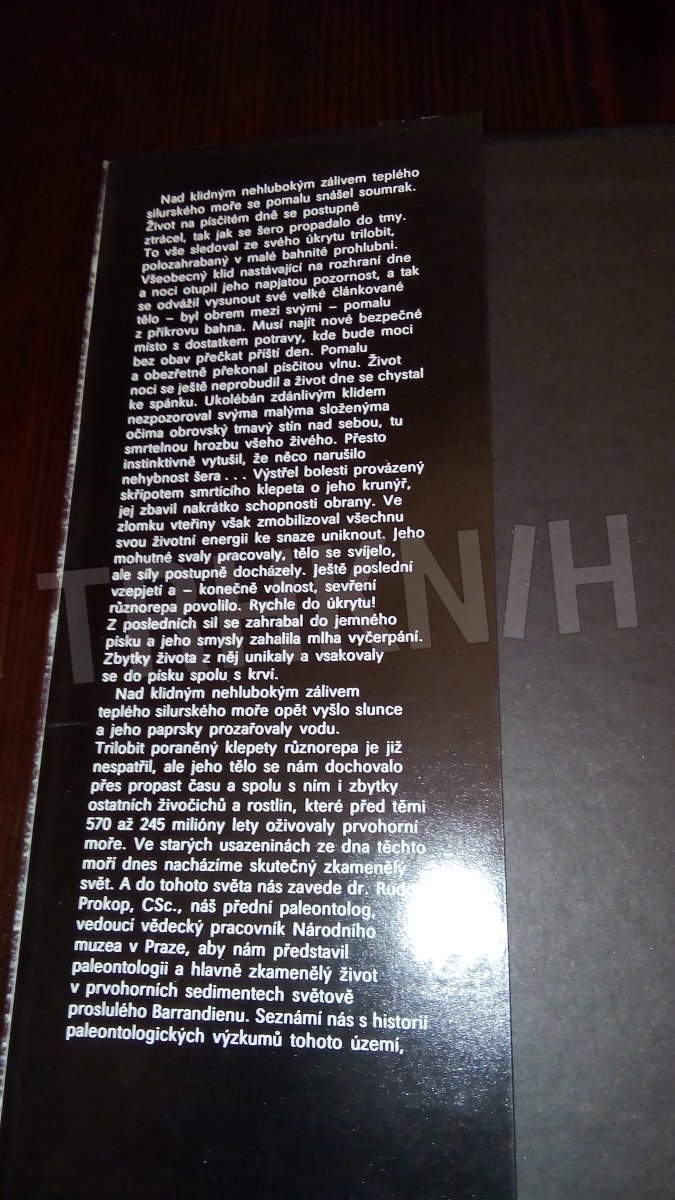 Nad klidným nehlubokým zálivem teplého
silurského moře se pomalu snášel soumrak.
Život na písčitém dně se postupně
ztrácel, tak jak se šero propadalo do tmy.
To vše sledoval ze svého úkrytu trilobit,
polozahrabaný v malé bahnité prohlubni.
Všeobecný klid nastávající na rozhraní dne
a noci otupil jeho napjatou pozornost, a tak
se odvážil vysunout své velké článkované
tělo – byl obrem mezi svými – pomalu
z příkrovu bahna. Musí najít nové bezpečné
místo s dostatkem potravy, kde bude moci
bez obav přečkat příští den. Pomalu
a obezřetně překonal písčitou vlnu. Život
noci se ještě neprobudil a život dne se chystal
ke spánku. Ukolébán zdánlivým klidem
nezpozoroval svýma malýma složenýma
očima obrovský tmavý stín nad sebou, tu
smrtelnou hrozbu všeho živého. Přesto
instinktivně vytušil, že něco narušilo
nehybnost šera... Výstřel bolesti provázený
skřípotem smrtícího klepeta o jeho krunýř,
jej zbavil nakrátko schopnosti obrany. Ve
zlomku vteřiny však zmobilizoval všechnu
svou životní energii ke snaze uniknout. Jeho
mohutné svaly pracovaly, tělo se svíjelo,
ale síly postupně docházely. Ještě poslední
vzepjetí a – konečně volnost, sevření
různorepa povolilo. Rychle do úkrytu!
Z posledních sil se zahrabal do jemného
písku a jeho smysly zahalila mlha vyčerpání.
Zbytky života z něj unikaly a vsakovaly
se do písku spolu s krví.
Nad klidným nehlubokým zálivem
teplého silurského moře opět vyšlo slunce
a jeho paprsky prozařovaly vodu.
Trilobit poraněný klepety různorepa je již
nespatřil, ale jeho tělo se nám dochovalo
přes propast času a spolu s ním i zbytky
ostatních živočichů a rostlin, které před těmi
570 až 245 milióny lety oživovaly prvohorní
moře. Ve starých usazeninách ze dna těchto
moří dnes nacházíme skutečný zkamenělý
svět. A do tohoto světa nás zavede dr.
Prokop, CSc., náš přední paleontolog,
vedoucí vědecký pracovník Národního
muzea v Praze, aby nám představil
paleontologii a hlavně zkamenělý život
v prvohorních sedimentech světově
proslulého Barrandienu. Seznámí nás s historií
paleontologických výzkumů tohoto území,